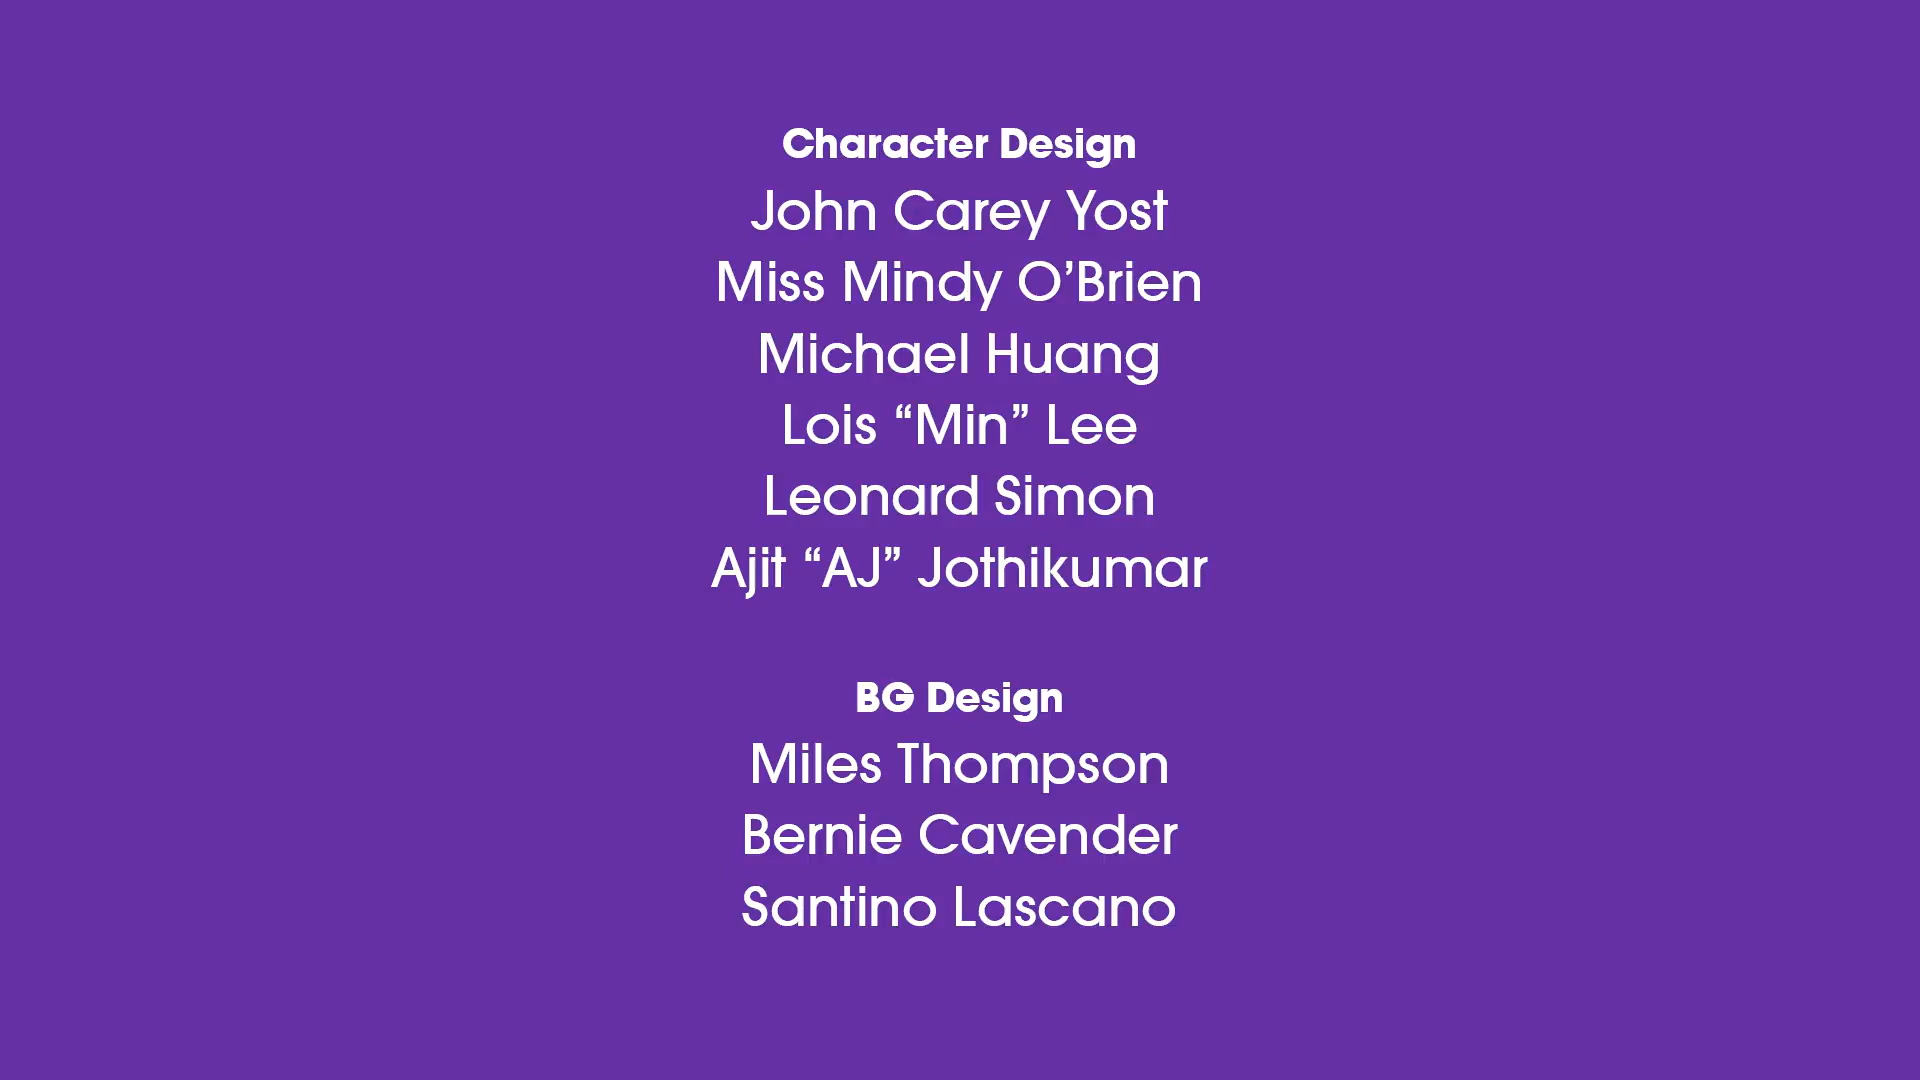 Character Design
John Carey Yost
Miss Mindy O’Brien
Michael Huang
Lois “Min” Lee
Leonard Simon
Ajit “AJ” Jothikumar
BG Design
Miles Thompson
Bernie Cavender
Santino Lascano